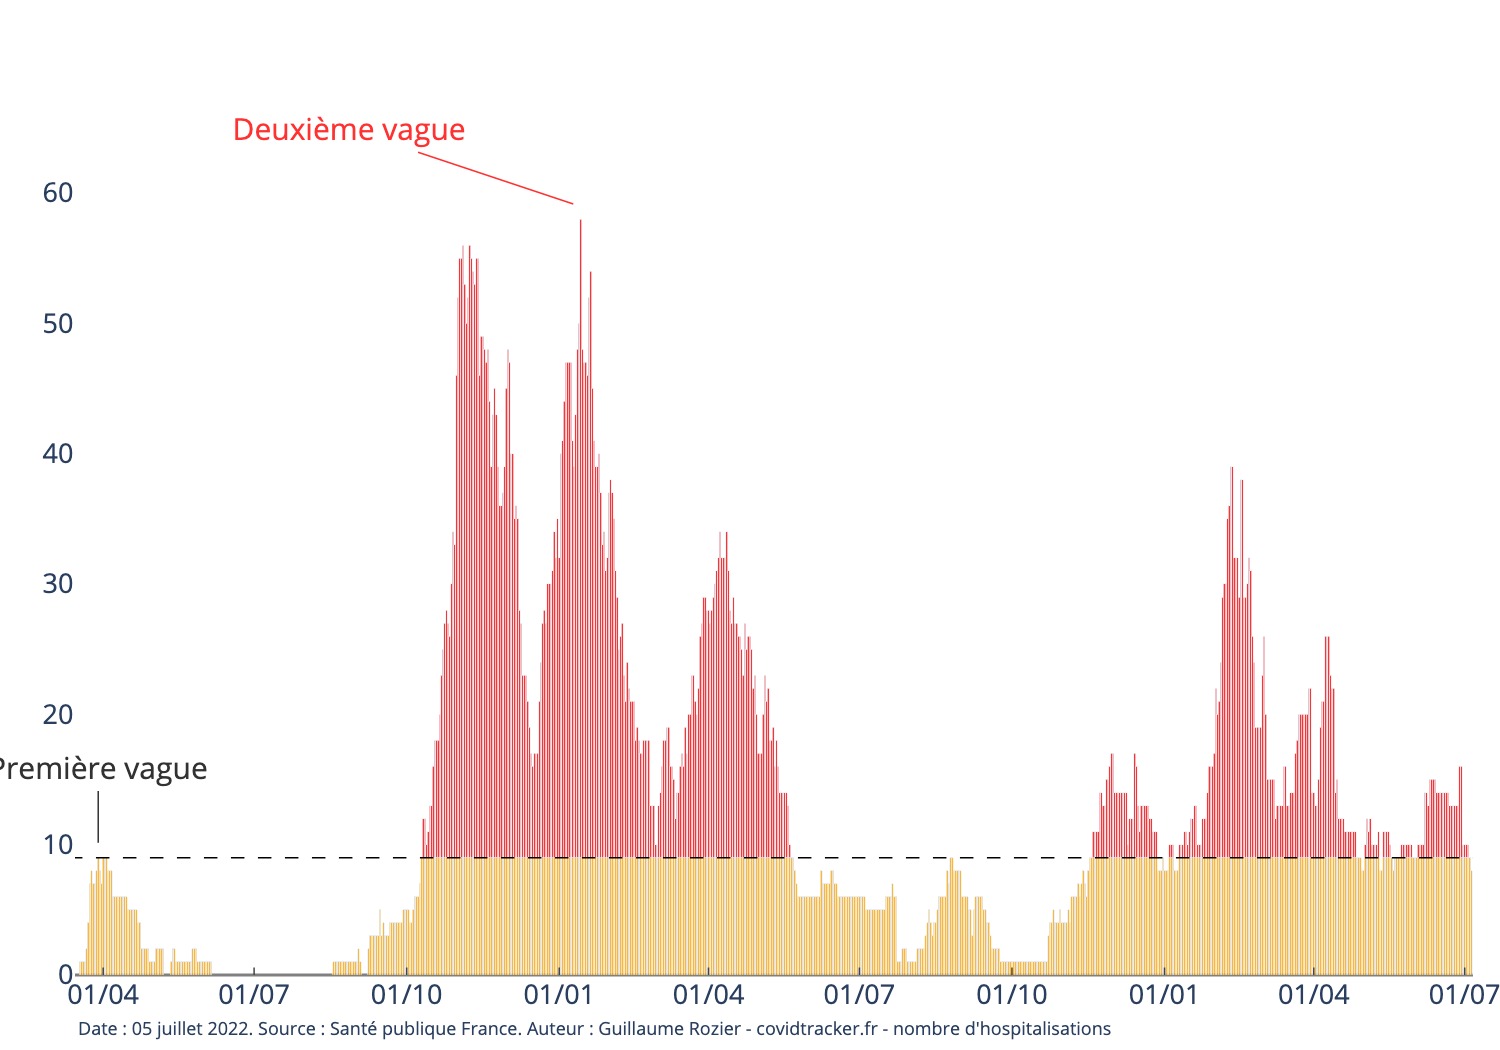 Deuxième vague
60
50
40
30
20
Première vague
10
0
01/04 01/07 01/10 01/01 01/04 01/07 01/10 01/01 01/04 01/07
Date : 05 juillet 2022. Source : Santé publique France. Auteur : Guillaume Rozier - covidtracker.fr - nombre d'hospitalisations